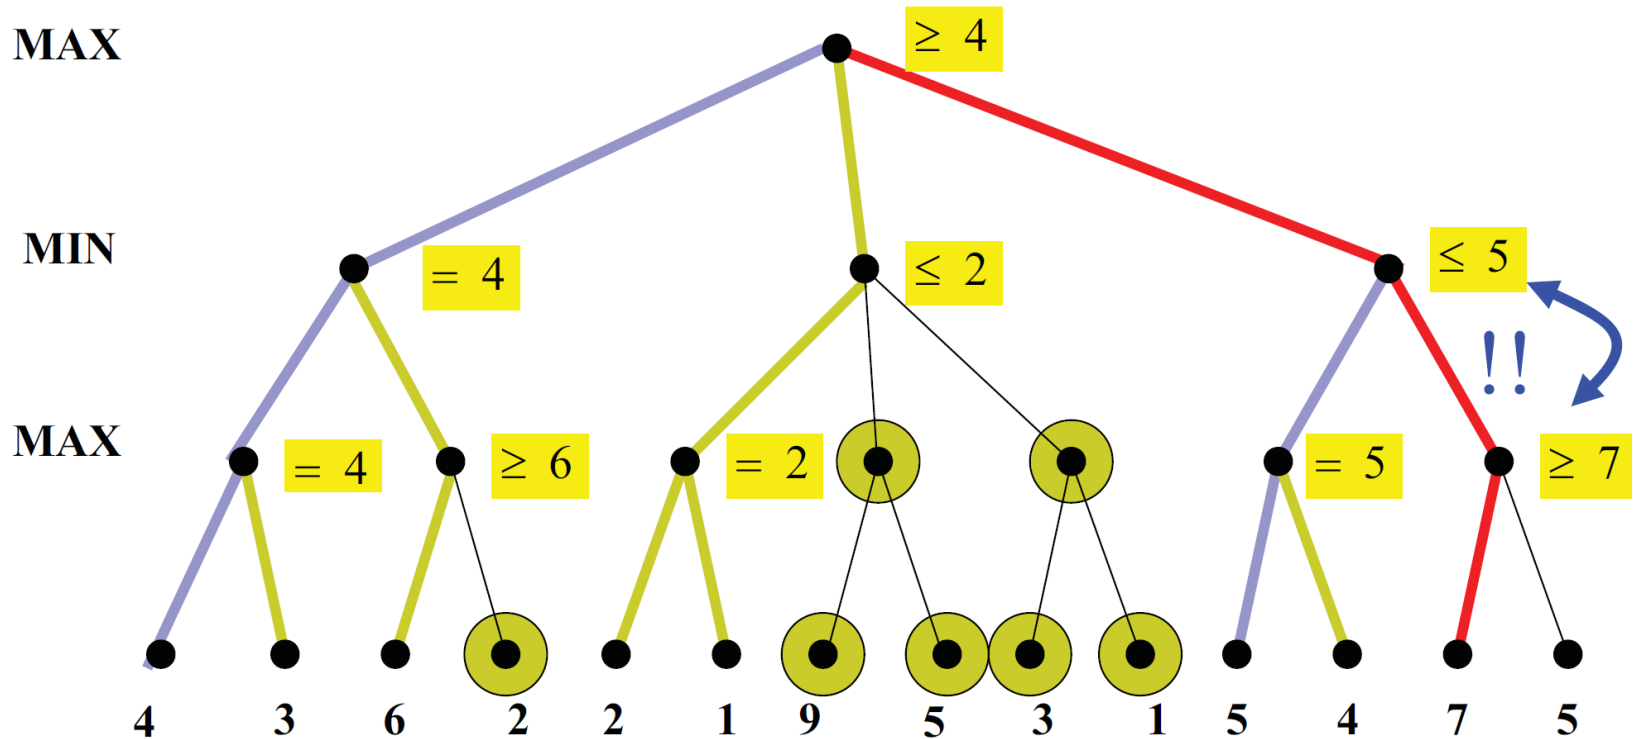 MAX
≥ 4
MIN
= 4
≤ 2
≤ 5
!!
MAX
= 4
≥ 6
= 2
= 5
≥ 7
4 3 6 2 2 1 9 5 3 1 5 4 7 5